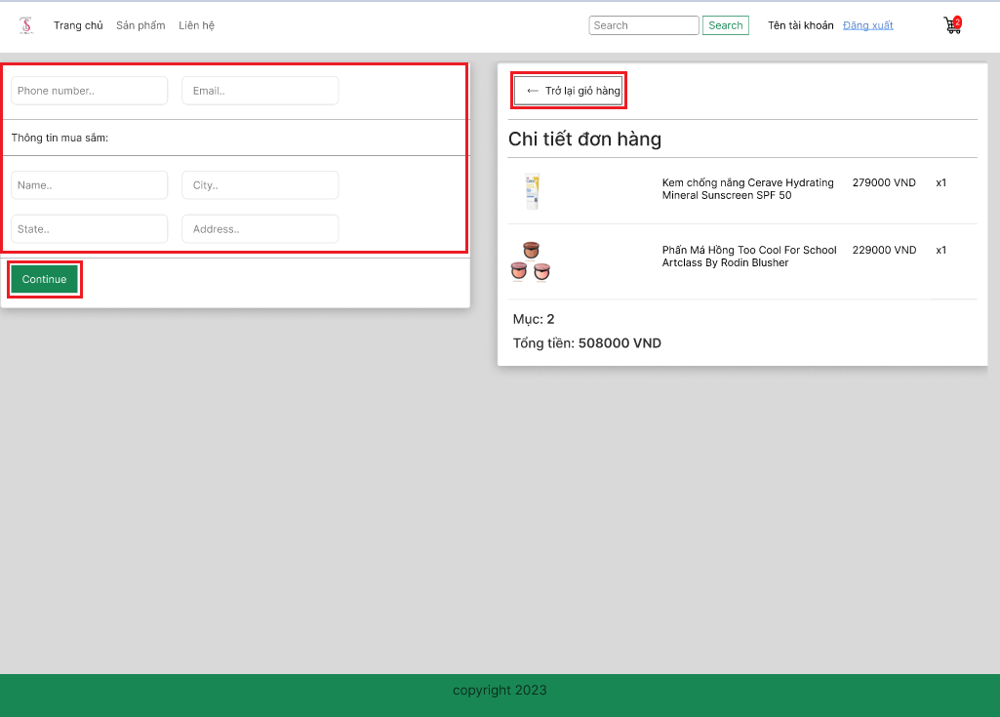 Trang chủ Sản phẩm Liên hệ Search Search Tên tài khoản Đăng xuất 2
Phone number.. Email..
Thông tin mua sắm:
Name.. City..
State.. Address..
Continue
← Trở lại giỏ hàng
Chi tiết đơn hàng
Kem chống nắng Cerave Hydrating 279000 VND x1
Mineral Sunscreen SPF 50
Phấn Má Hồng Too Cool For School 229000 VND x1
Artclass By Rodin Blusher
Mục: 2
Tổng tiền: 508000 VND
copyright 2023